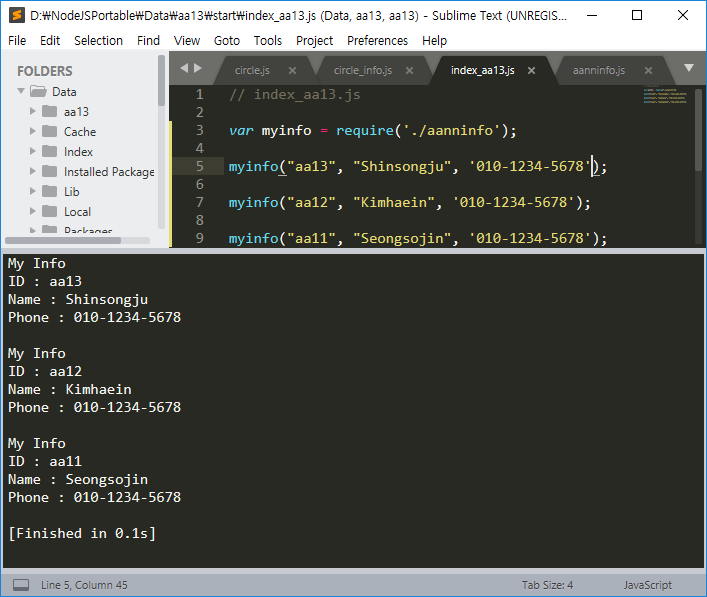 D:₩NodeJSPortable₩Data₩aa13₩start₩index_aa13.js (Data, aa13, aa13) - Sublime Text (UNREGIS...
File Edit Selection Find View Goto Tools Project Preferences Help
FOLDERS
Data
aa13
Cache
Index
Installed Package
Lib
Local
Packages
circle.js
circle_info.js
index_aa13.js
aanninfo.js
1 // index_aa13.js
2
3 var myinfo = require('./aanninfo');
4
5 myinfo("aa13", "Shinsongju", '010-1234-5678');
6
7 myinfo("aa12", "Kimhaein", '010-1234-5678');
8
9 myinfo("aa11", "Seongsojin", '010-1234-5678');
My Info
ID : aa13
Name : Shinsongju
Phone : 010-1234-5678
My Info
ID : aa12
Name : Kimhaein
Phone : 010-1234-5678
My Info
ID : aa11
Name : Seongsojin
Phone : 010-1234-5678
[Finished in 0.1s]
Line 5, Column 45
Tab Size: 4
JavaScript